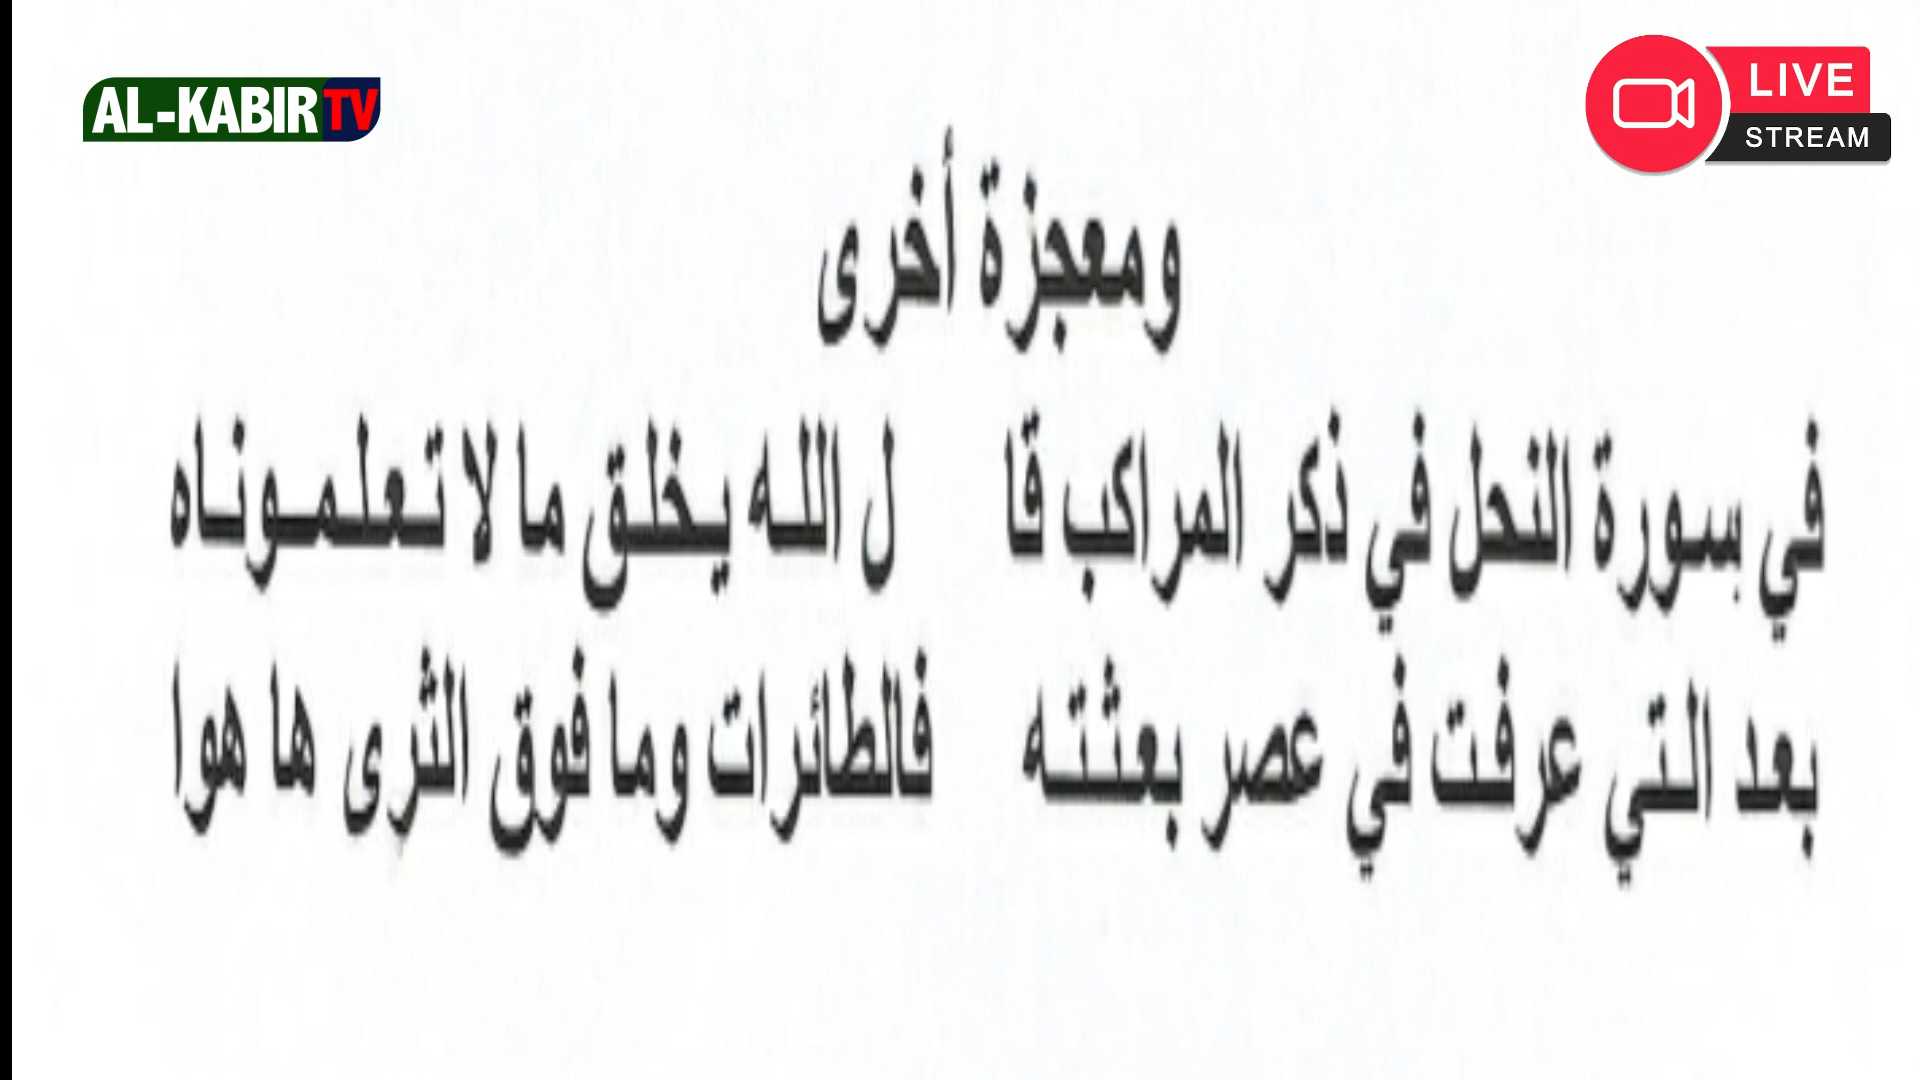 AL-KABIR TV
LIVE
STREAM
ومعجزة أخرى
في سورة النحل في ذكر المراكب قا ل الله يخلق ما لا تعلموناه
بعد التي عرفت في عصر بعثته فالطائرات وما فوق الثرى ها هوا